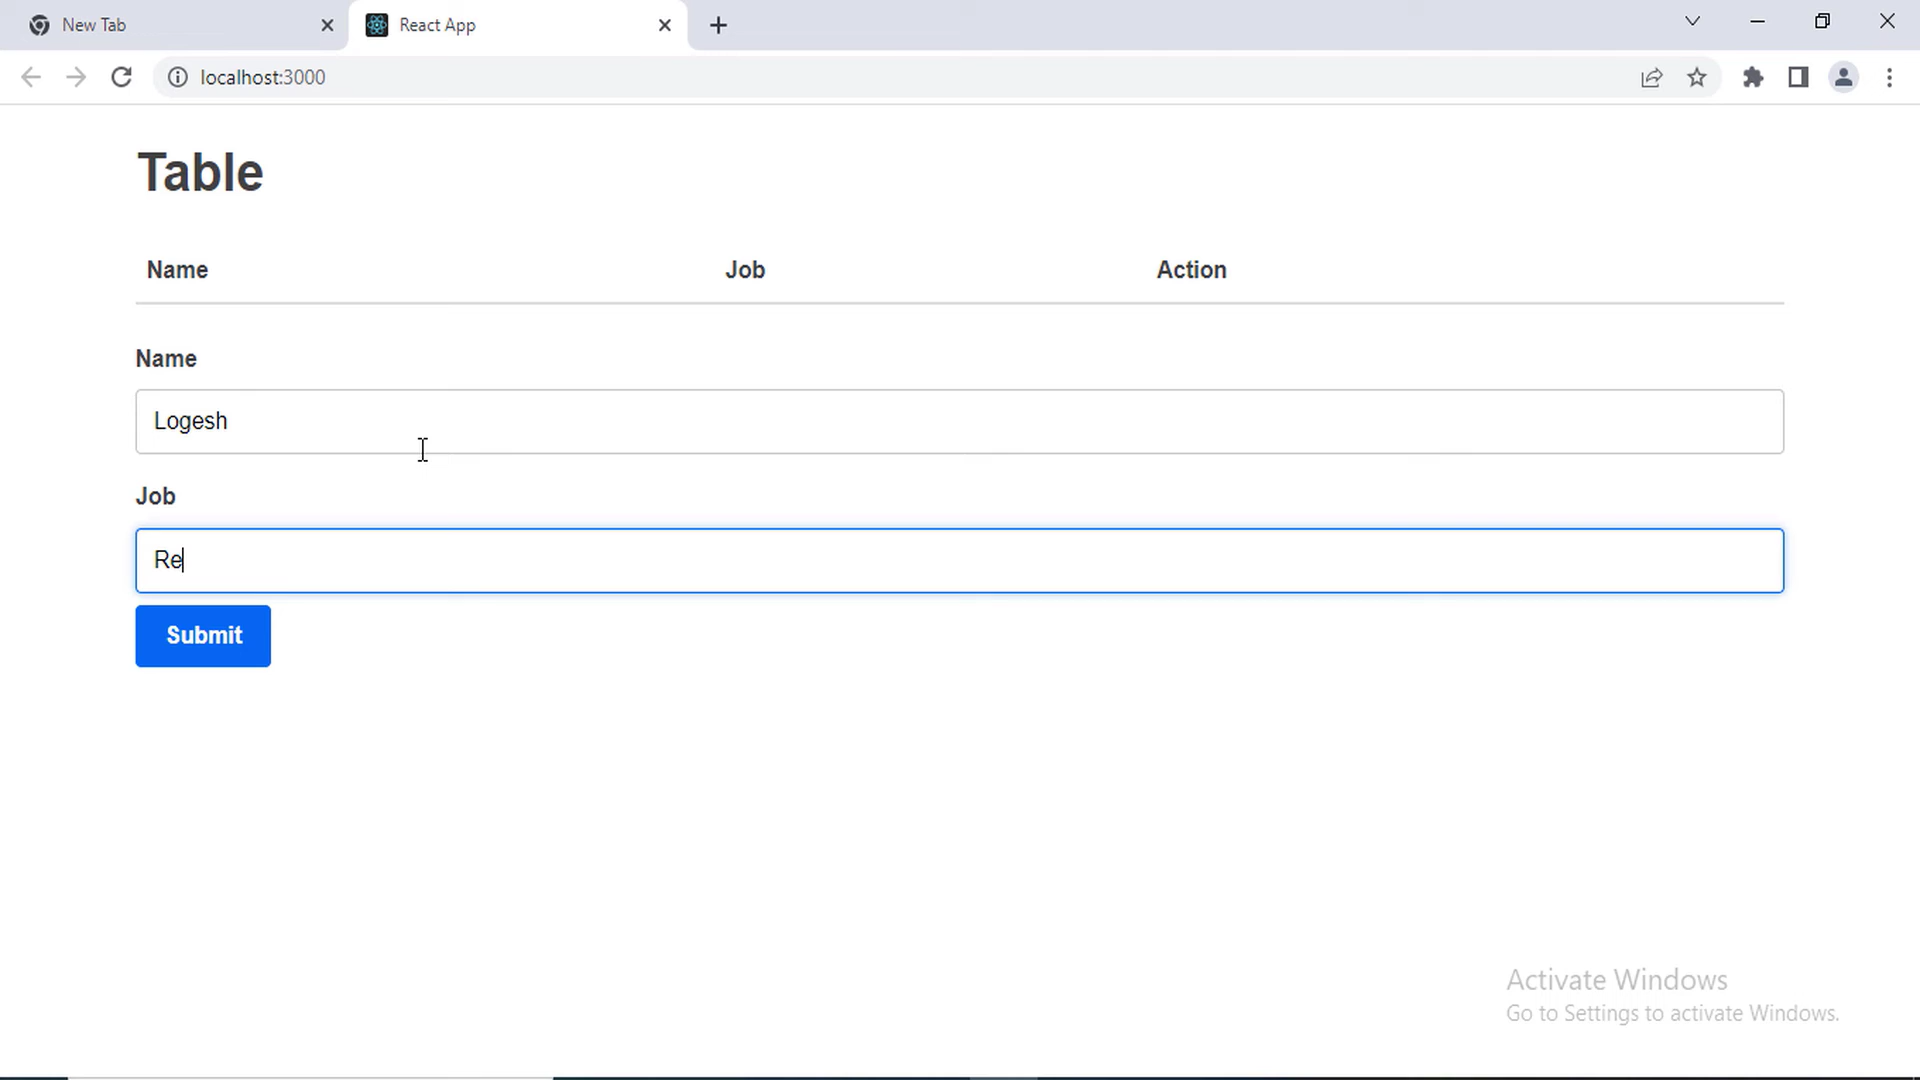 New Tab
React App
localhost:3000
Table
Name Job Action
Name
Logesh
Job
Re
Submit
Activate Windows
Go to Settings to activate Windows.